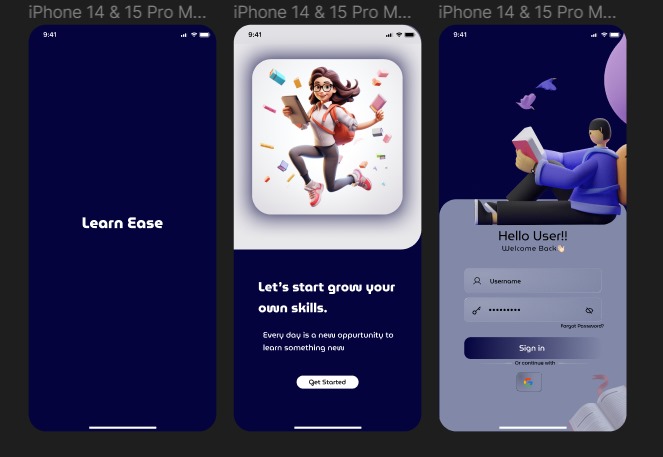 iPhone 14 & 15 Pro M...
iPhone 14 & 15 Pro M...
iPhone 14 & 15 Pro M...
9:41
Learn Ease
9:41
Let's start grow your
own skills.
Every day is a new oppurtunity to
learn something new
Get Started
9:41
Hello User!!
Welcome Back👋🏻
Username
•••••••••
Forgot Password?
Sign in
Or continue with